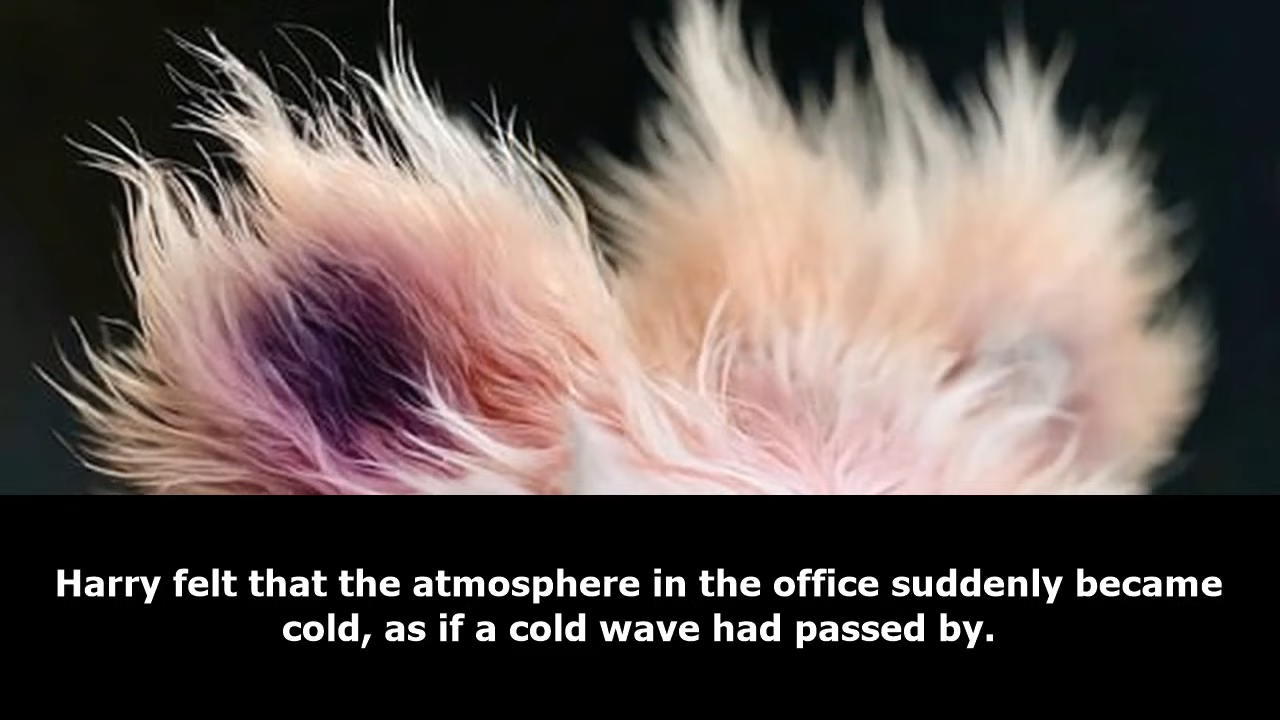 Harry felt that the atmosphere in the office suddenly became
cold, as if a cold wave had passed by.